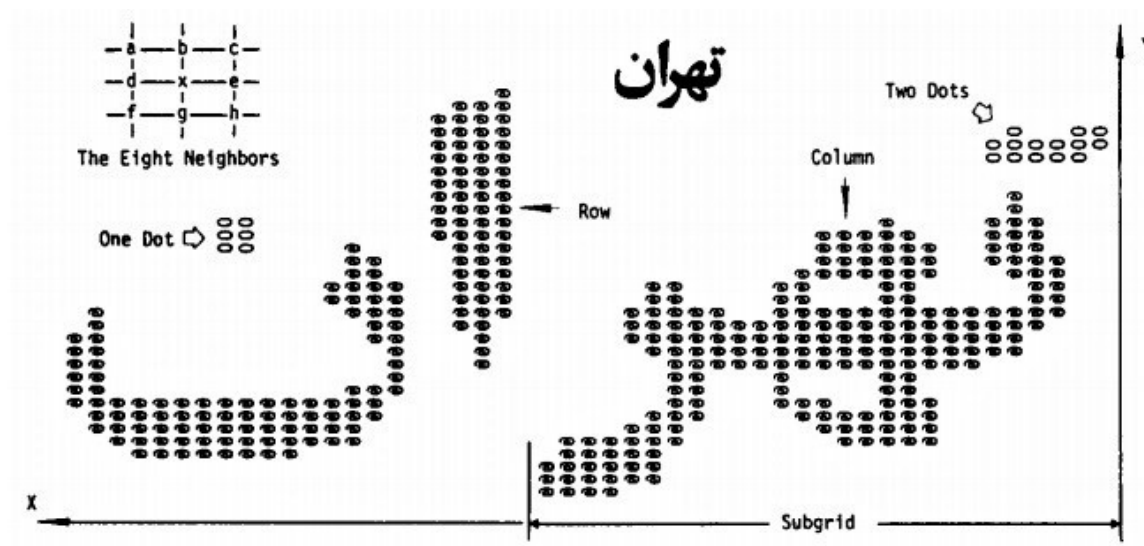 a b c
d x e
f g h
The Eight Neighbors
تهران
Two Dots
Column
Row
One Dot
X
Y
Subgrid